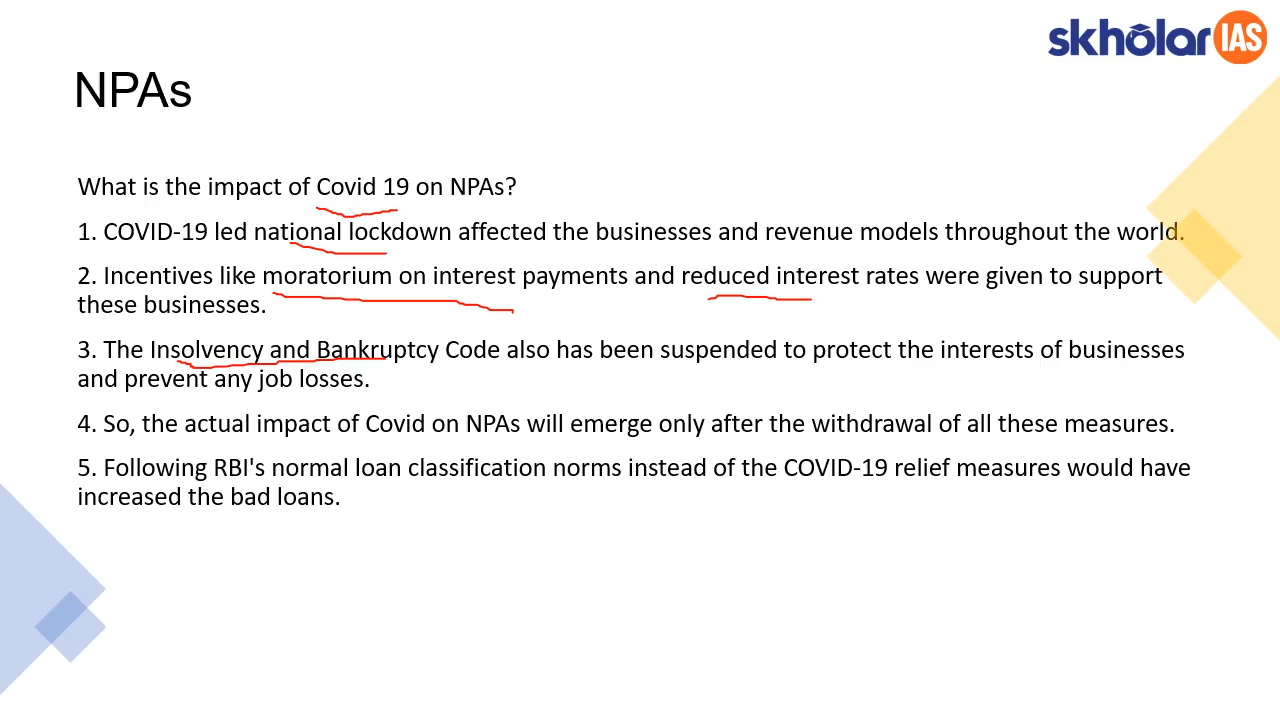 skholar IAS
NPAs
What is the impact of Covid 19 on NPAs?
1. COVID-19 led national lockdown affected the businesses and revenue models throughout the world.
2. Incentives like moratorium on interest payments and reduced interest rates were given to support
these businesses.
3. The Insolvency and Bankruptcy Code also has been suspended to protect the interests of businesses
and prevent any job losses.
4. So, the actual impact of Covid on NPAs will emerge only after the withdrawal of all these measures.
5. Following RBI's normal loan classification norms instead of the COVID-19 relief measures would have
increased the bad loans.